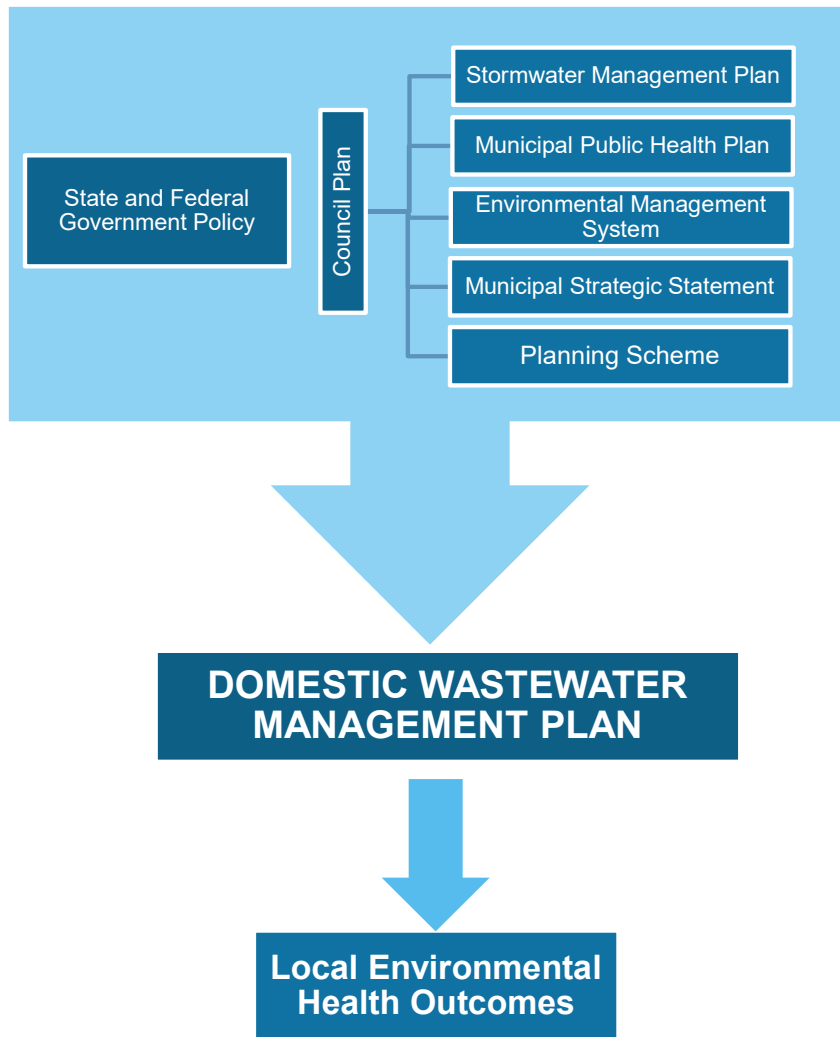 State and Federal
Government Policy
Council Plan
Stormwater Management Plan
Municipal Public Health Plan
Environmental Management
System
Municipal Strategic Statement
Planning Scheme
DOMESTIC WASTEWATER
MANAGEMENT PLAN
Local Environmental
Health Outcomes